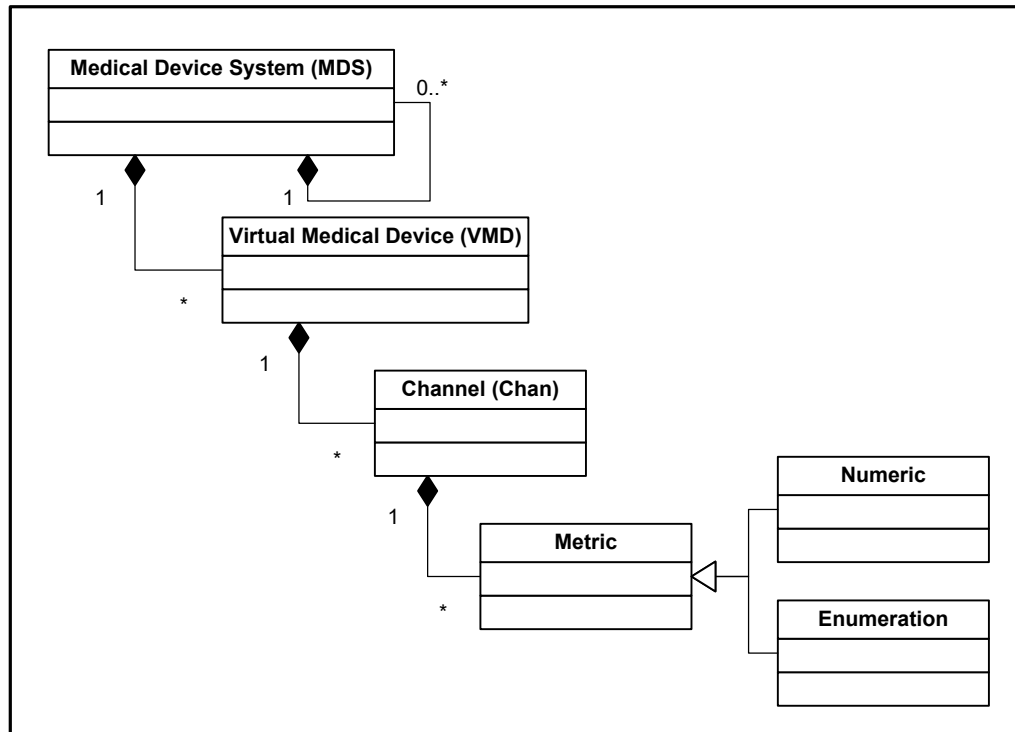 Medical Device System (MDS)
0..*
1
1
Virtual Medical Device (VMD)
*
1
Channel (Chan)
*
1
Numeric
Metric
*
Enumeration